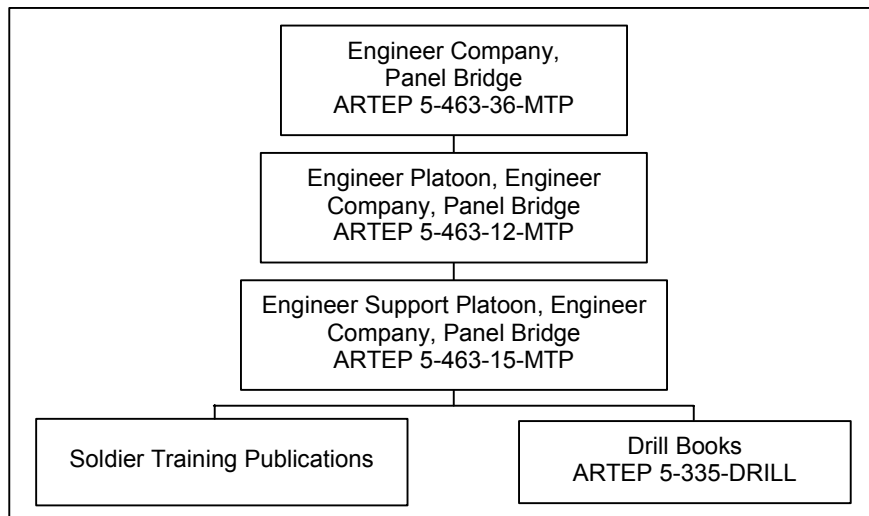 Engineer Company,
Panel Bridge
ARTEP 5-463-36-MTP
Engineer Platoon, Engineer
Company, Panel Bridge
ARTEP 5-463-12-MTP
Engineer Support Platoon, Engineer
Company, Panel Bridge
ARTEP 5-463-15-MTP
Soldier Training Publications
Drill Books
ARTEP 5-335-DRILL